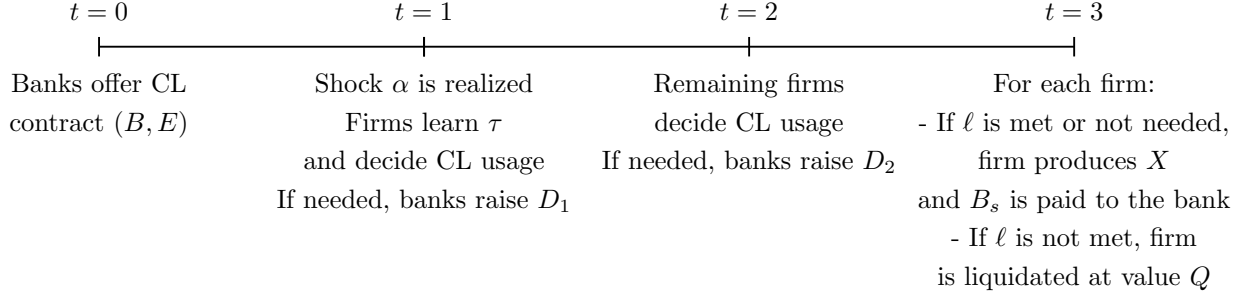 t = 0
t = 1
t = 2
t = 3
Banks offer CL
contract (B, E)
Shock α is realized
Firms learn τ
and decide CL usage
If needed, banks raise D₁
Remaining firms
decide CL usage
If needed, banks raise D₂
For each firm:
- If ℓ is met or not needed,
firm produces X
and Bₛ is paid to the bank
- If ℓ is not met, firm
is liquidated at value Q